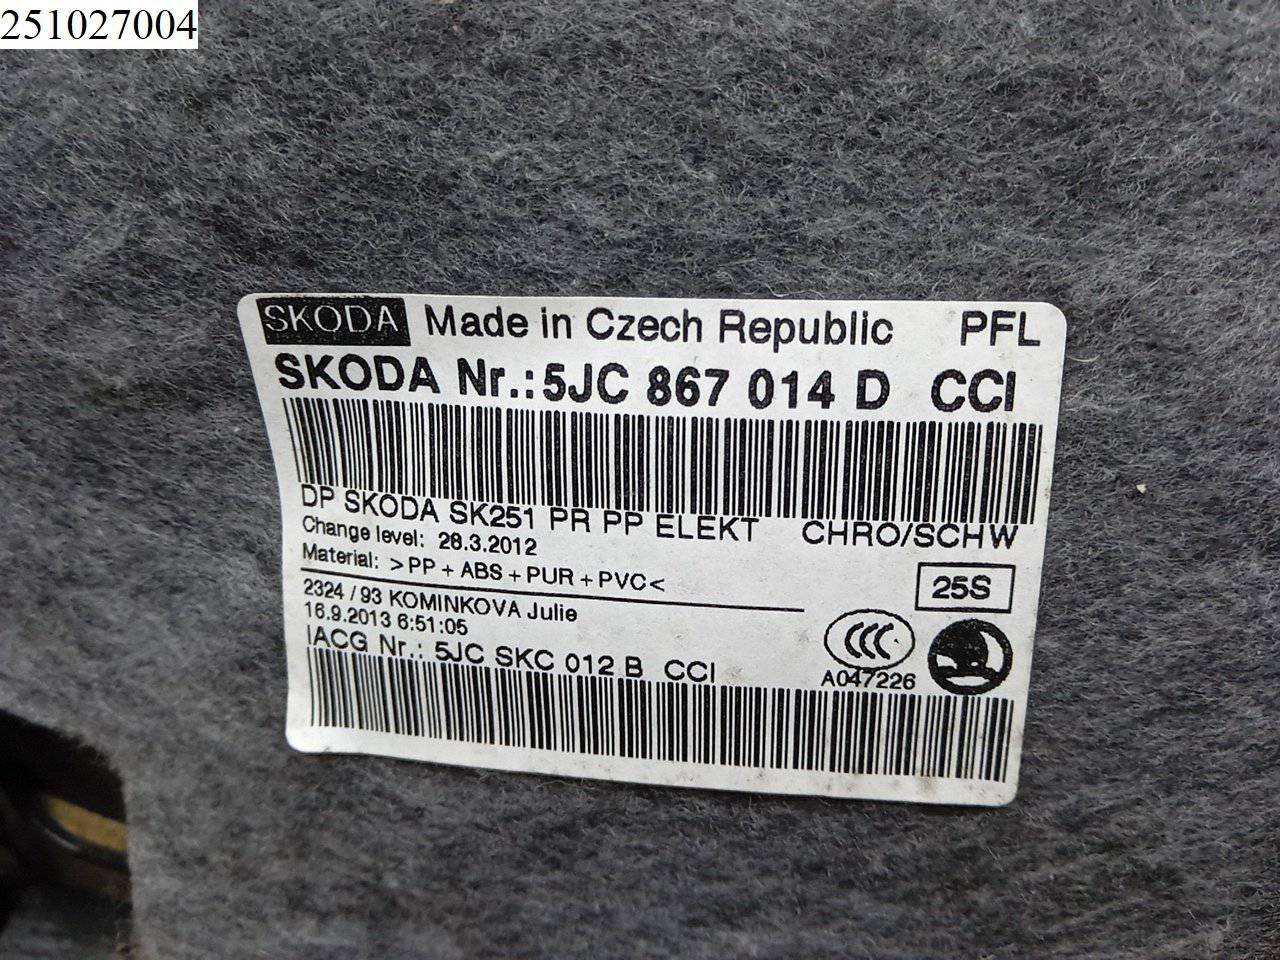 251027004
SKODA Made in Czech Republic PFL
SKODA Nr.: 5JC 867 014 D CCI
DP SKODA SK251 PR PP ELEKT CHRO/SCHW
Change level: 28.3.2012
Material: >PP + ABS + PUR + PVC<
25S
2324 / 93 KOMINKOVA Julie
16.9.2013 6:51:05
IACG Nr.: 5JC SKC 012 B CCI
CCC
A047226